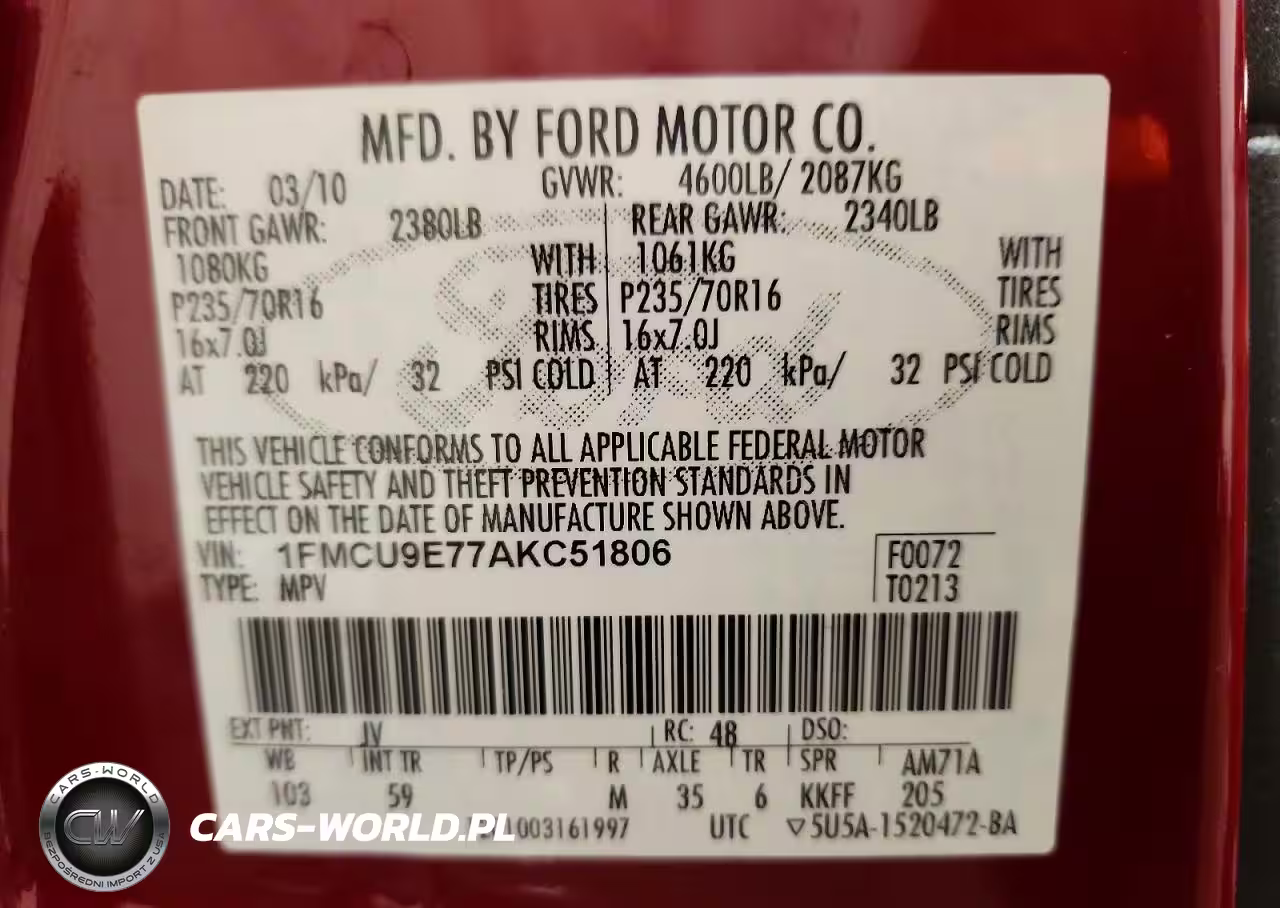 MFD. BY FORD MOTOR CO.
DATE: 03/10 GVWR: 4600LB/ 2087KG
FRONT GAWR: 2380LB REAR GAWR: 2340LB
1080KG WITH 1061KG WITH
P235/70R16 TIRES P235/70R16 TIRES
16x7.0J RIMS 16x7.0J RIMS
AT 220 kPa/ 32 PSI COLD AT 220 kPa/ 32 PSI COLD
THIS VEHICLE CONFORMS TO ALL APPLICABLE FEDERAL MOTOR
VEHICLE SAFETY AND THEFT PREVENTION STANDARDS IN
EFFECT ON THE DATE OF MANUFACTURE SHOWN ABOVE.
VIN: 1FMCU9E77AKC51806 F0072
TYPE: MPV T0213
EXT PNT: JV RC: 48 DSO:
WB INT TR TP/PS R AXLE TR SPR AM71A
103 59 M 35 6 KKFF 205
UTC ▽5U5A-1520472-BA
CARS-WORLD
CW
BEZPOŚREDNI IMPORT Z USA
CARS-WORLD.PL